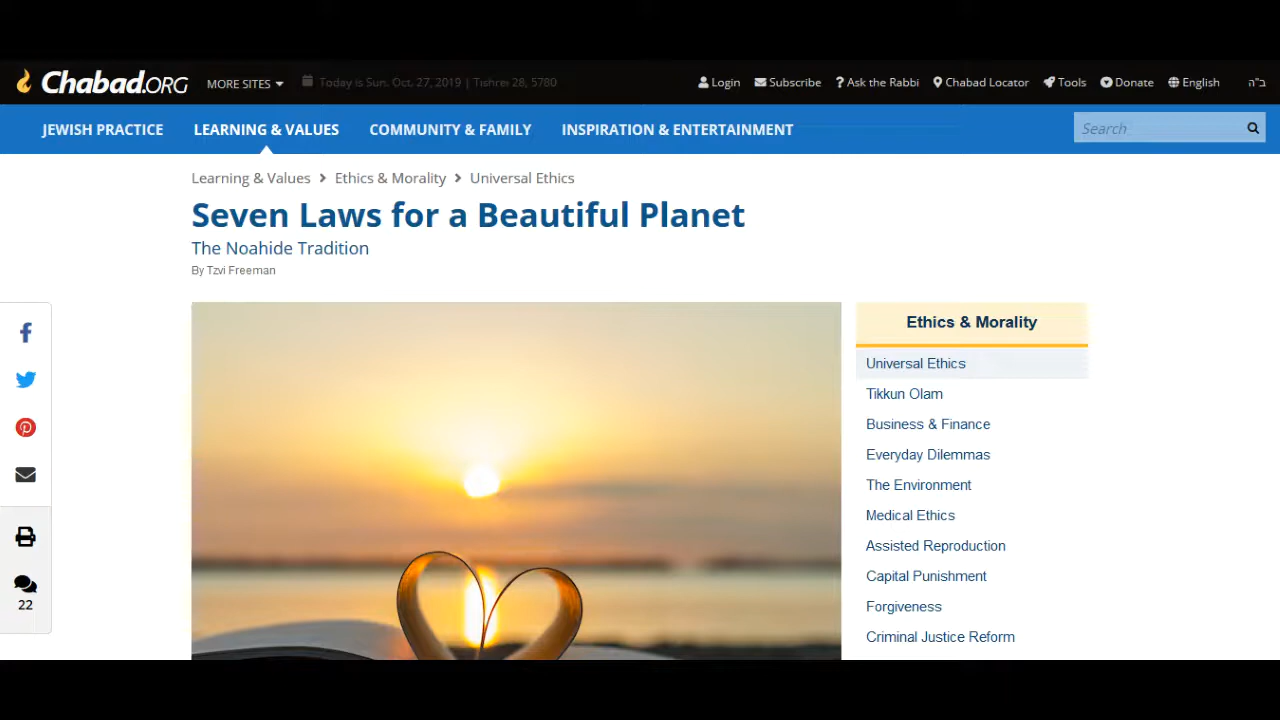 Chabad.ORG MORE SITES Today is Sun. Oct. 27, 2019 | Tishrei 28, 5780 Login Subscribe Ask the Rabbi Chabad Locator Tools Donate English ב"ה
JEWISH PRACTICE LEARNING & VALUES COMMUNITY & FAMILY INSPIRATION & ENTERTAINMENT Search
Learning & Values > Ethics & Morality > Universal Ethics
Seven Laws for a Beautiful Planet
The Noahide Tradition
By Tzvi Freeman
22
Ethics & Morality
Universal Ethics
Tikkun Olam
Business & Finance
Everyday Dilemmas
The Environment
Medical Ethics
Assisted Reproduction
Capital Punishment
Forgiveness
Criminal Justice Reform